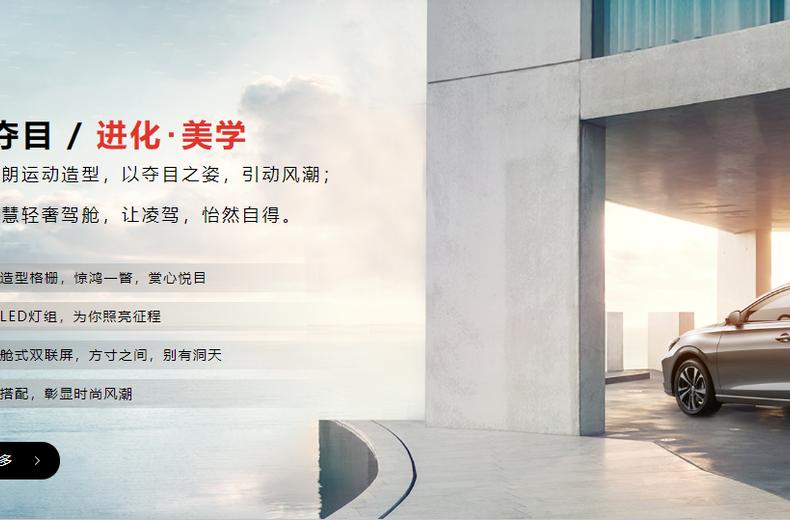 夺目 / 进化·美学
朗运动造型，以夺目之姿，引动风潮；
慧轻奢驾舱，让凌驾，怡然自得。
造型格栅，惊鸿一瞥，赏心悦目
LED灯组，为你照亮征程
舱式双联屏，方寸之间，别有洞天
搭配，彰显时尚风潮
多